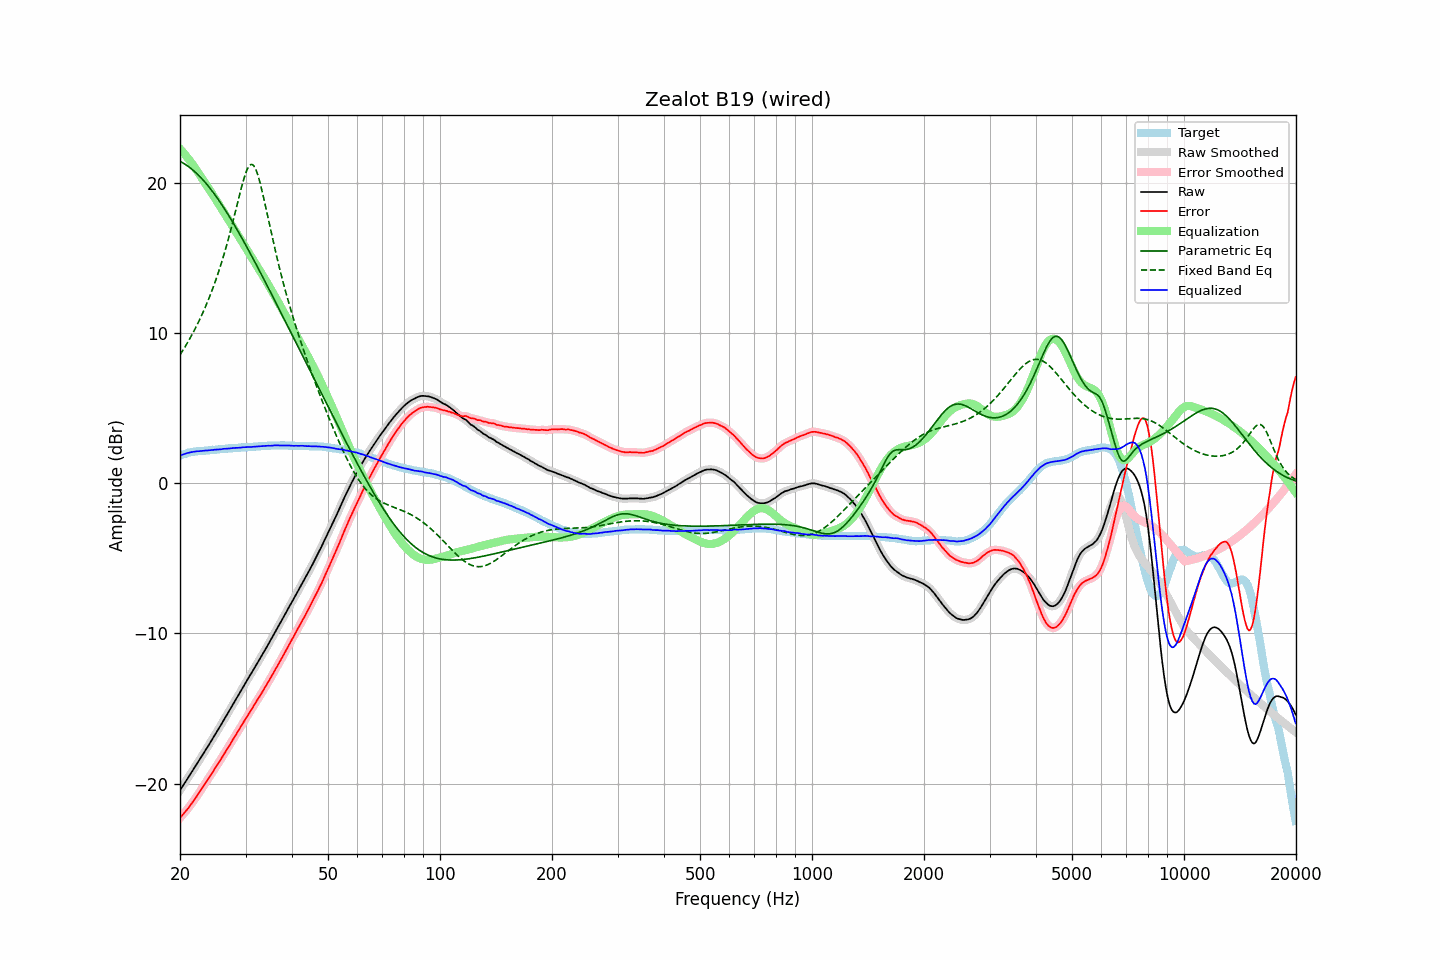 Zealot B19 (wired)
Target
Raw Smoothed
Error Smoothed
Raw
Error
Equalization
Parametric Eq
Fixed Band Eq
Equalized
Amplitude (dBr)
20
10
0
−10
−20
20 50 100 200 500 1000 2000 5000 10000 20000
Frequency (Hz)